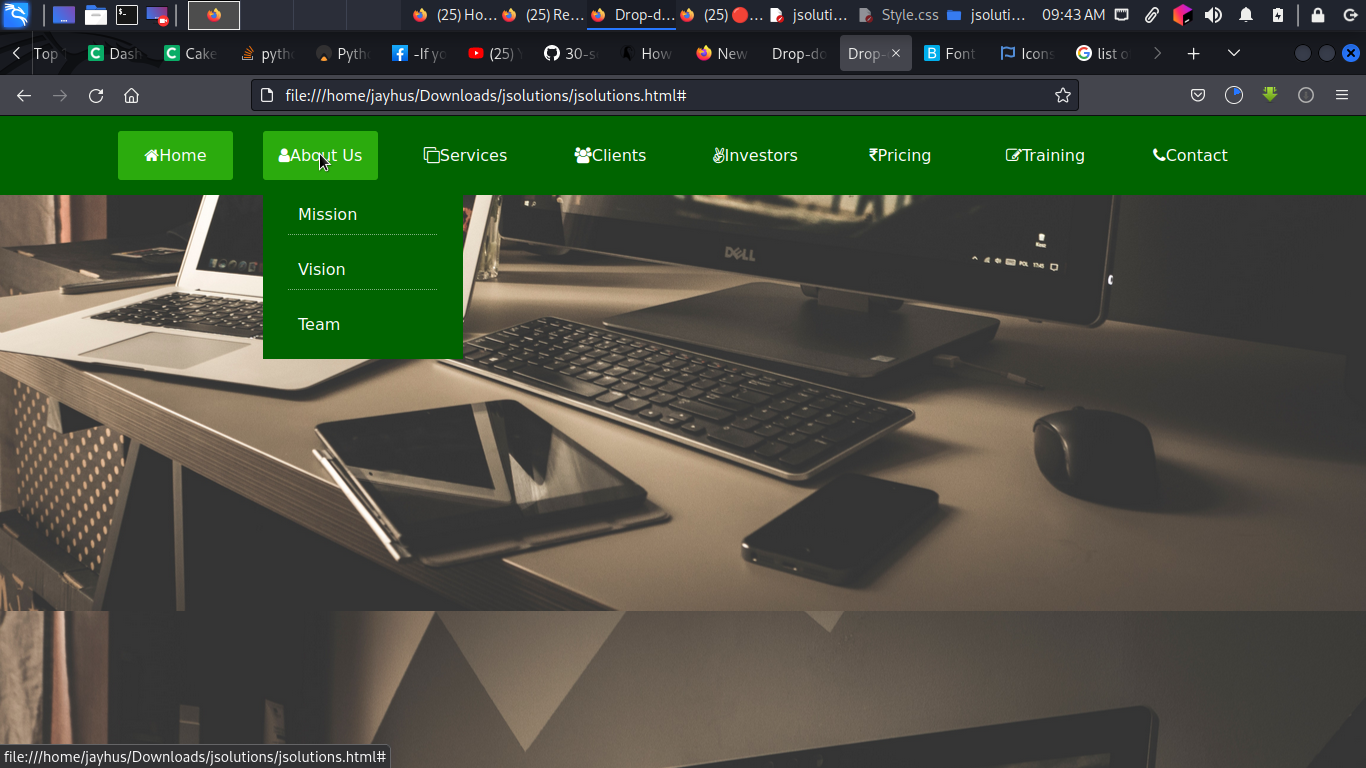 (25) Ho... (25) Re... Drop-d... (25) 🔴... jsoluti... Style.css jsoluti... 09:43 AM
Top Dash Cake pytho Pytho -If yo (25) Y 30-s How New Drop-do Drop- Font Icons list o
file:///home/jayhus/Downloads/jsolutions/jsolutions.html#
Home About Us Services Clients Investors ₹Pricing Training Contact
Mission
Vision
Team
DELL
file:///home/jayhus/Downloads/jsolutions/jsolutions.html#